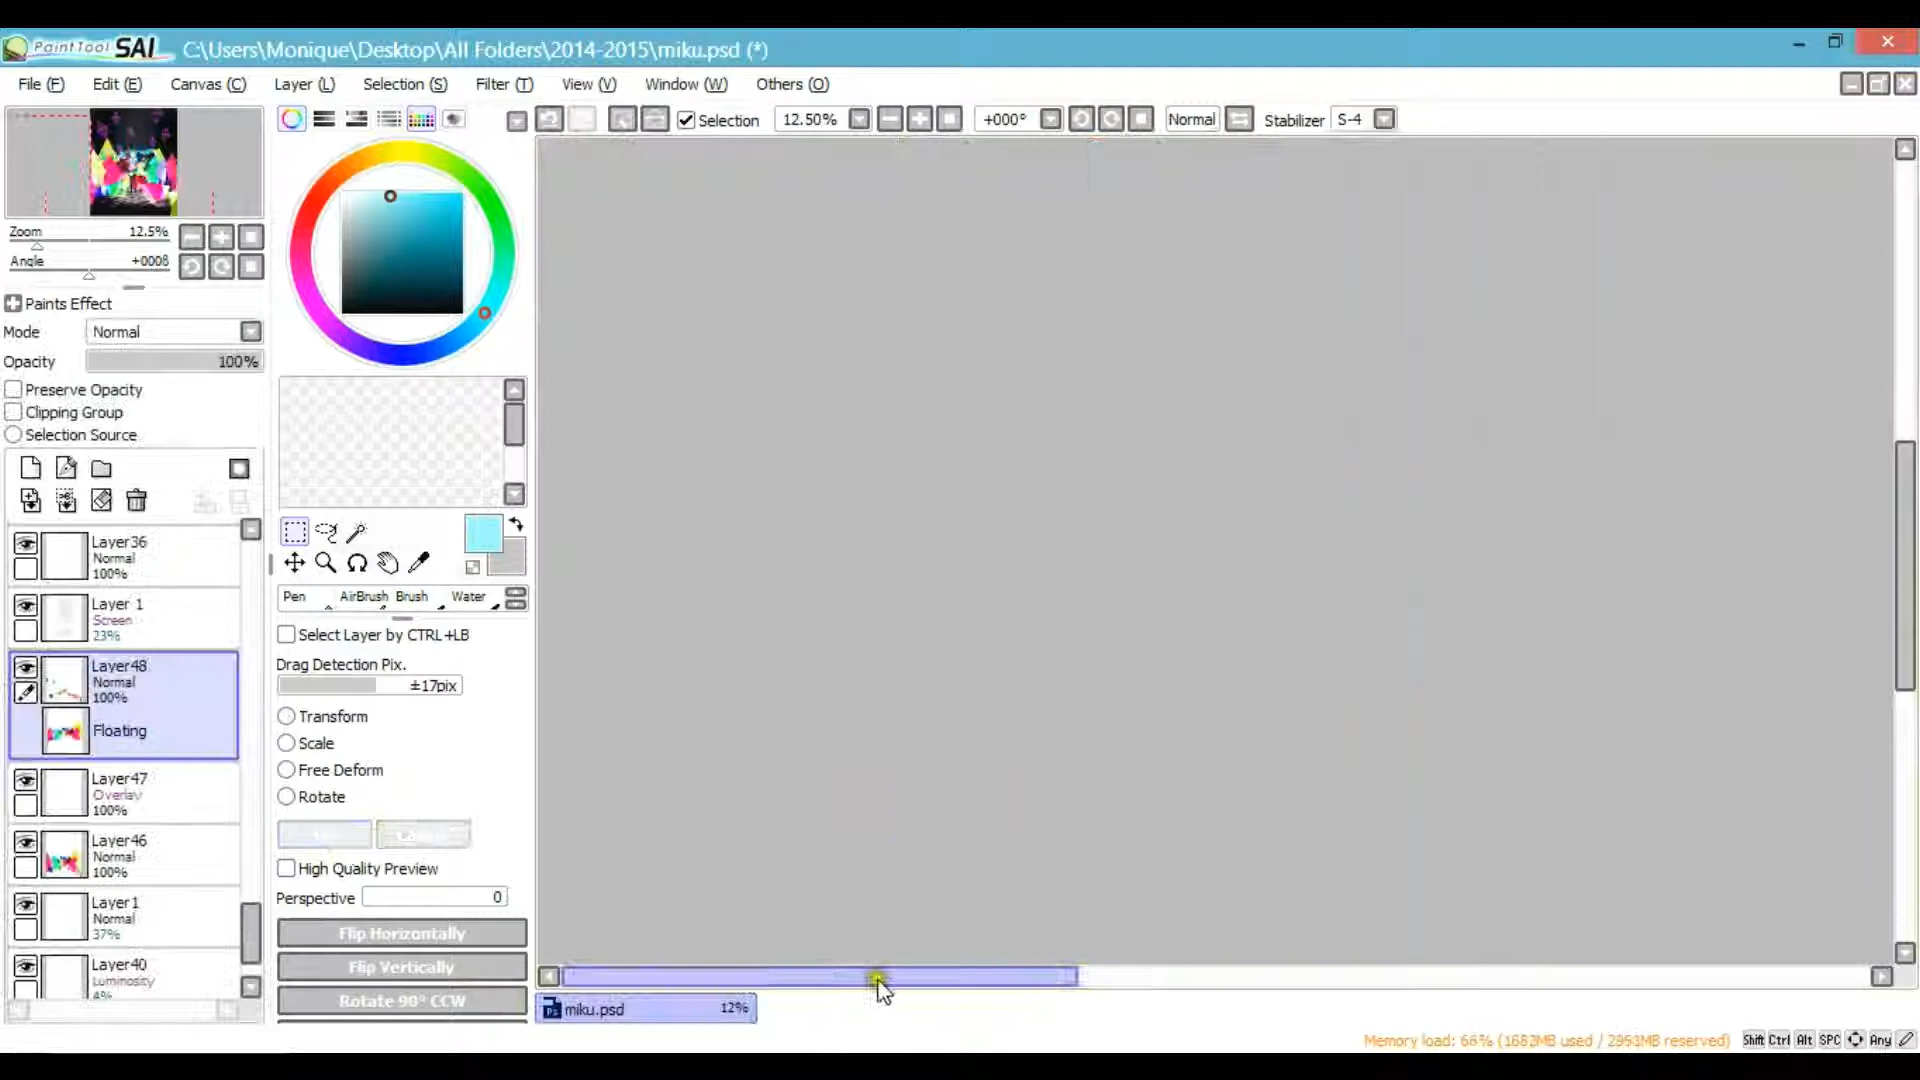 PaintTool SAI C:\Users\Monique\Desktop\All Folders\2014-2015\miku.psd (*)
File (F) Edit (E) Canvas (C) Layer (L) Selection (S) Filter (T) View (V) Window (W) Others (O)
Selection 12.50% +000° Normal Stabilizer S-4
Zoom 12.5%
Angle +000ß
Paints Effect
Mode Normal
Opacity 100%
Preserve Opacity
Clipping Group
Selection Source
Layer36
Normal
100%
Layer 1
Screen
23%
Layer48
Normal
100%
Floating
Layer47
Overlay
100%
Layer46
Normal
100%
Layer1
Normal
37%
Layer40
Luminosity
4%
Pen AirBrush Brush Water
Select Layer by CTRL+LB
Drag Detection Pix.
±17pix
Transform
Scale
Free Deform
Rotate
High Quality Preview
Perspective 0
Flip Horizontally
Flip Vertically
Rotate 90° CCW
miku.psd 12%
Memory load: 66% (1682MB used / 2953MB reserved) Shift Ctrl Alt SPC Any